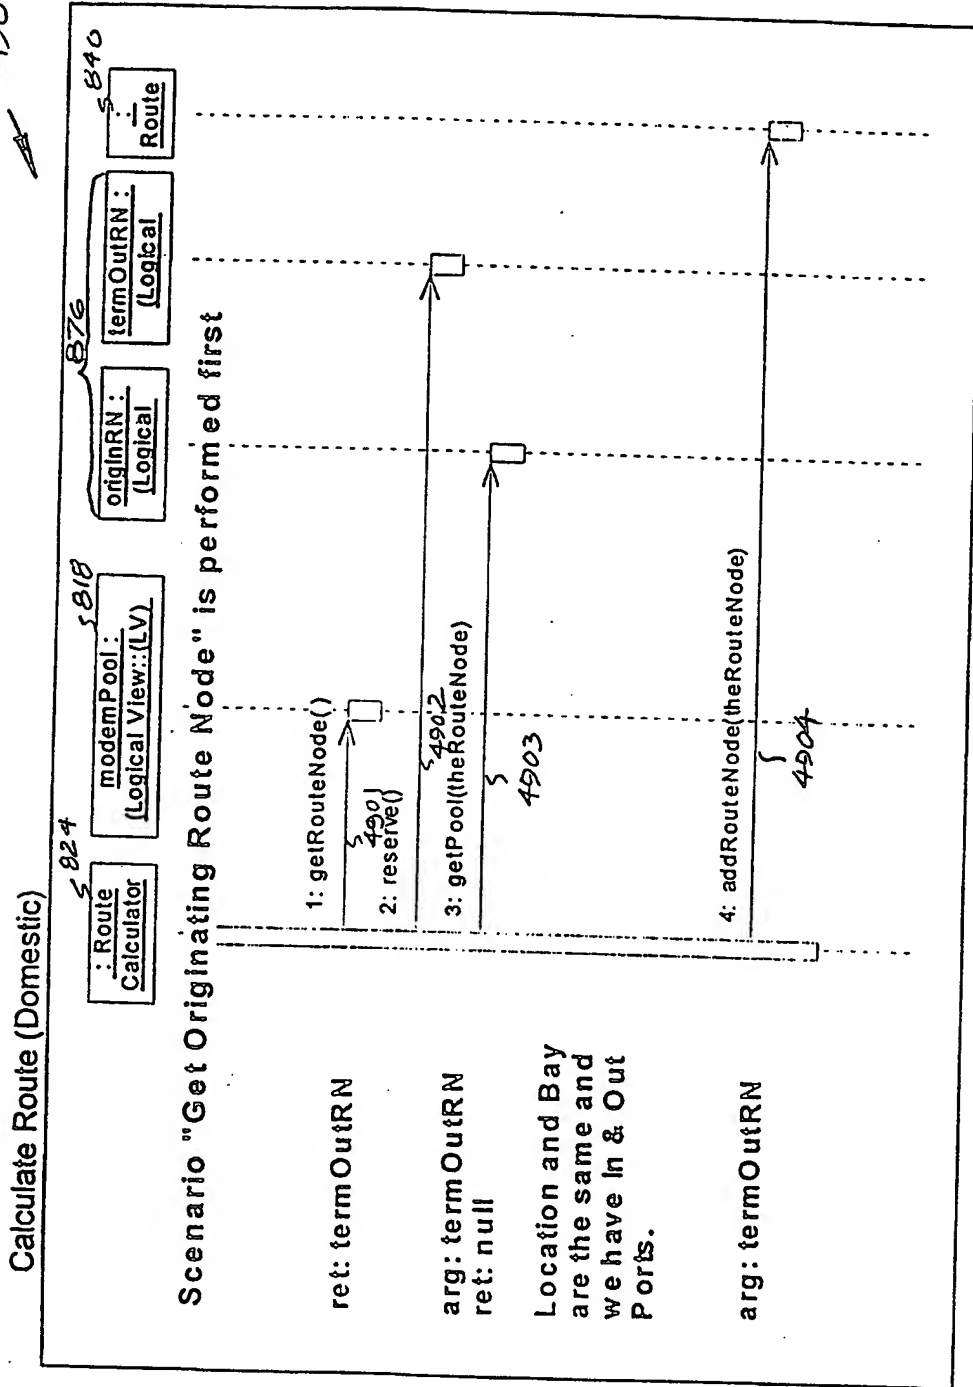 Calculate Route (Domestic)
824
: Route
Calculator
818
modemPool :
(Logical View::(LV)
876
origInRN :
(Logical
termOutRN :
(Logical
840
:
Route
Scenario "Get Originating Route Node" is performed first
ret: termOutRN
1: getRouteNode()
4901
arg: termOutRN
ret: null
2: reserve()
4902
3: getPool(theRouteNode)
4903
Location and Bay
are the same and
we have In & Out
Ports.
arg: termOutRN
4: addRouteNode(theRouteNode)
4904